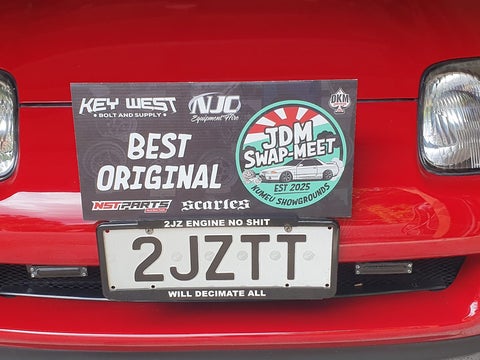 KEY WEST
BOLT AND SUPPLY
NJC
Equipment Hire
DKM
BEST
ORIGINAL
JDM
SWAP-MEET
EST 2025
KUMEU SHOWGROUNDS
NSTPARTS
Scarles
2JZ ENGINE NO SHIT
2JZTT
WILL DECIMATE ALL